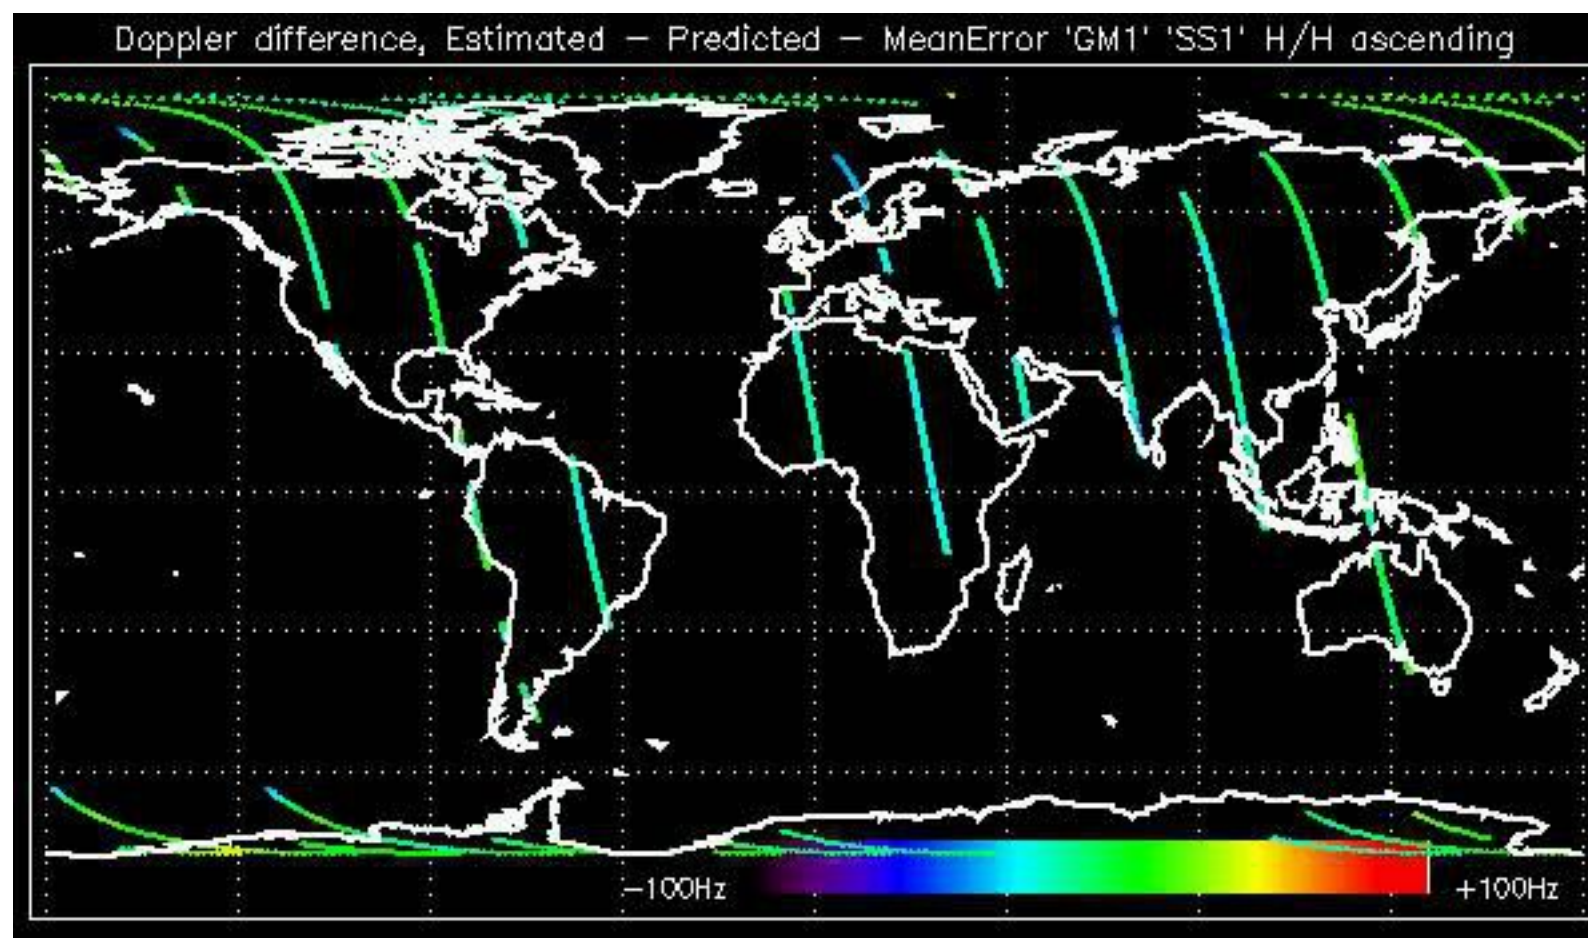 Doppler difference, Estimated − Predicted − MeanError 'GM1' 'SS1' H/H ascending
−100Hz
+100Hz